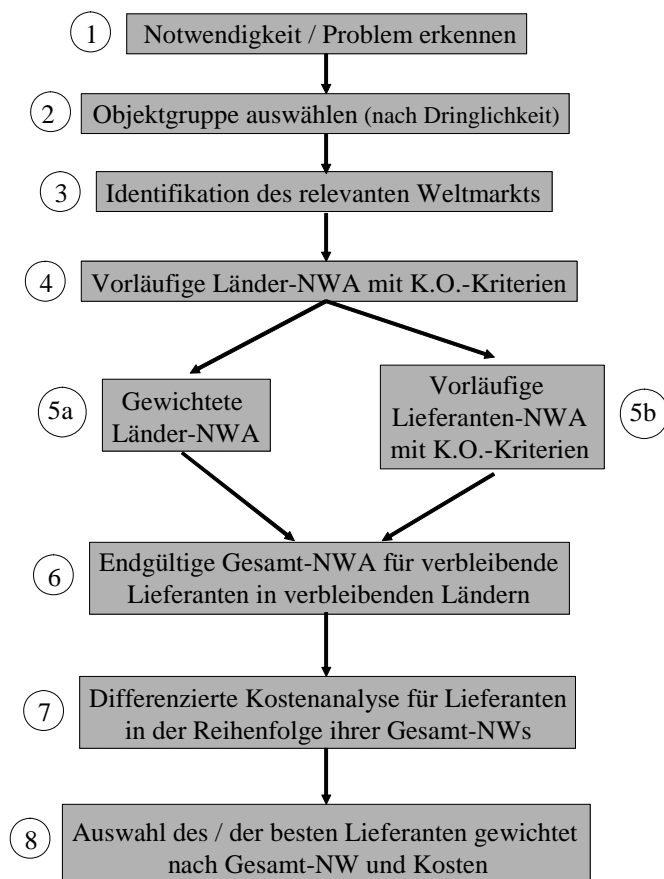 1 Notwendigkeit / Problem erkennen
2 Objektgruppe auswählen (nach Dringlichkeit)
3 Identifikation des relevanten Weltmarkts
4 Vorläufige Länder-NWA mit K.O.-Kriterien
5a Gewichtete
Länder-NWA
Vorläufige
Lieferanten-NWA
mit K.O.-Kriterien
5b
6 Endgültige Gesamt-NWA für verbleibende
Lieferanten in verbleibenden Ländern
7 Differenzierte Kostenanalyse für Lieferanten
in der Reihenfolge ihrer Gesamt-NWs
8 Auswahl des / der besten Lieferanten gewichtet
nach Gesamt-NW und Kosten